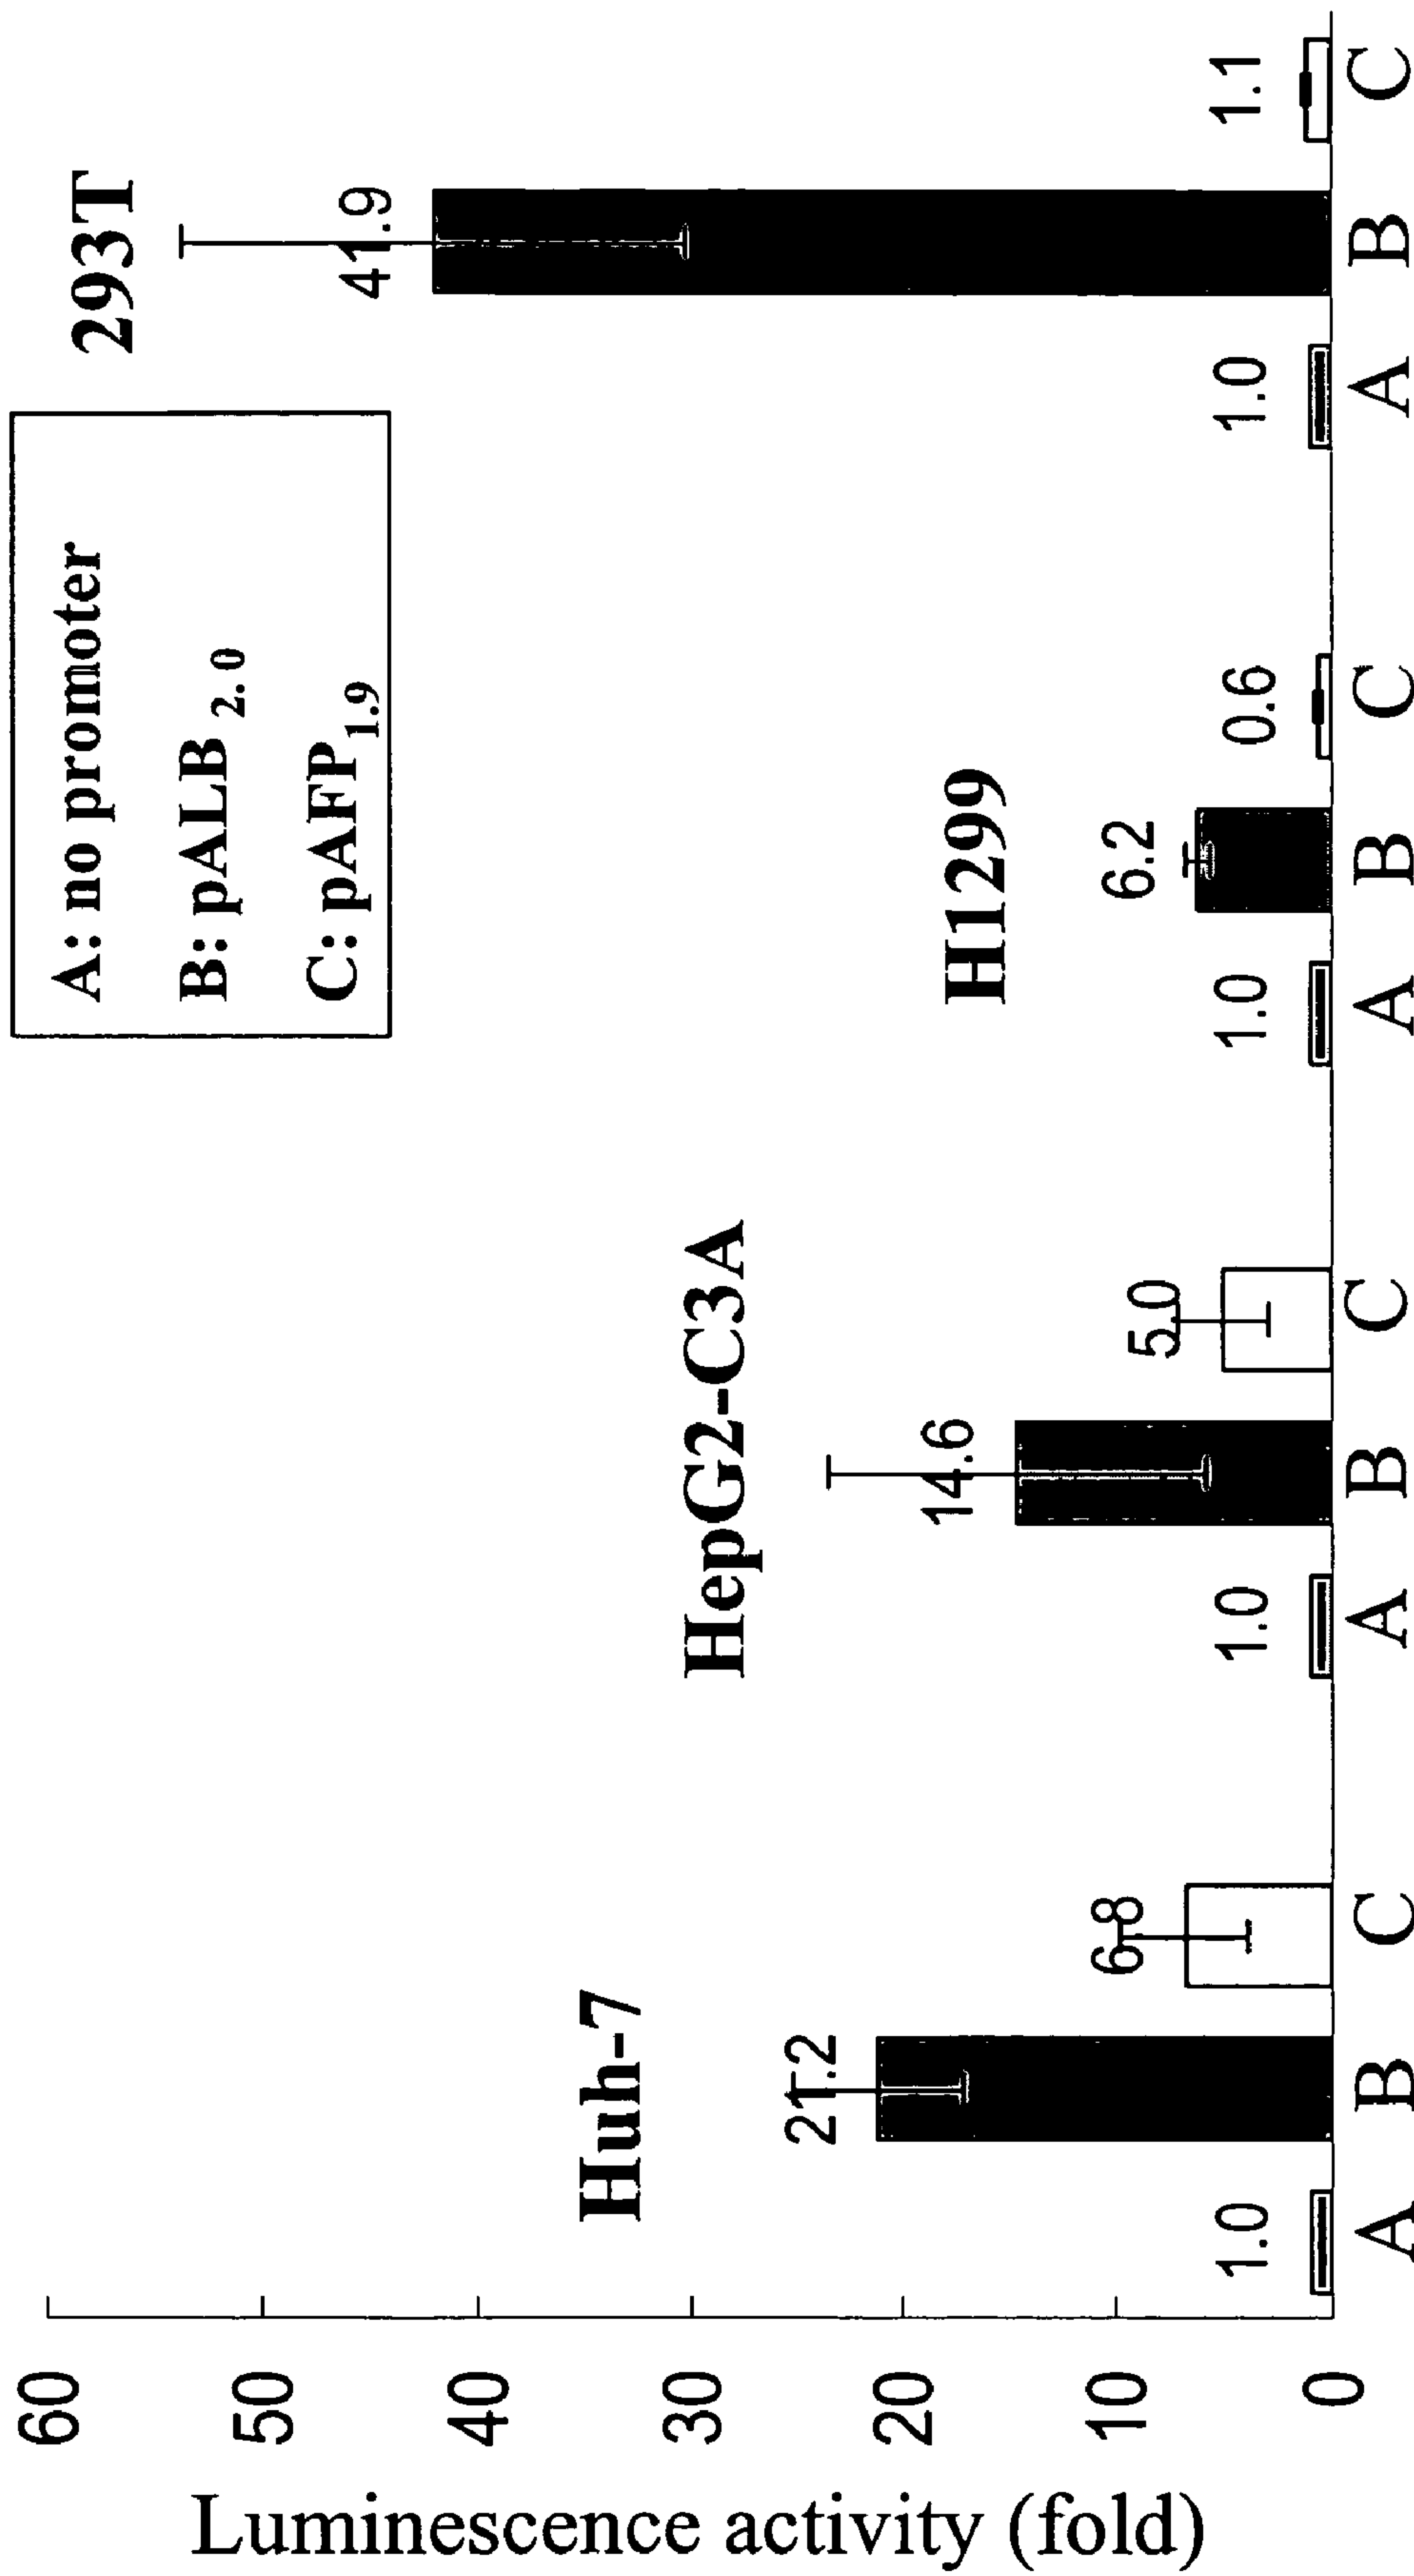 Luminescence activity (fold)
60
50
40
30
20
10
0
A: no promoter
B: pALB 2.0
C: pAFP1.9
Huh-7
1.0
21.2
6.8
A B C
HepG2-C3A
1.0
14.6
5.0
A B C
H1299
1.0
6.2
0.6
A B C
293T
1.0
41.9
1.1
A B C